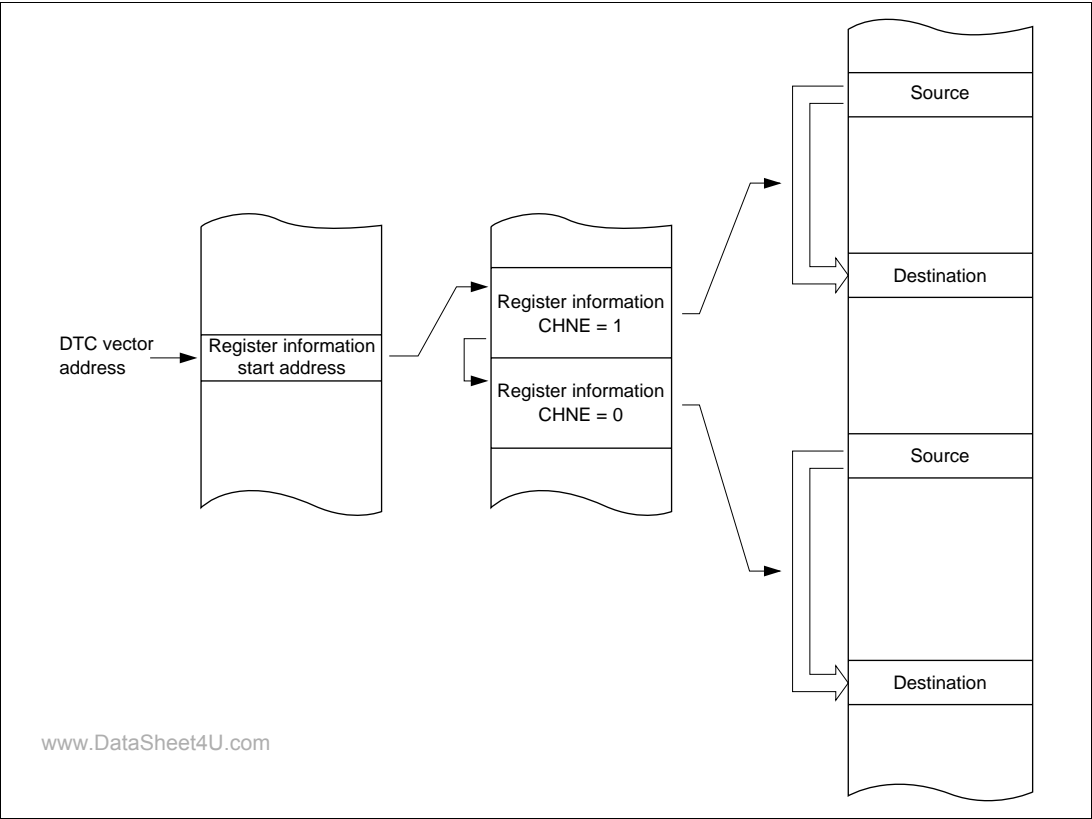 DTC vector
address
Register information
start address
Register information
CHNE = 1
Register information
CHNE = 0
Source
Destination
Source
Destination
www.DataSheet4U.com